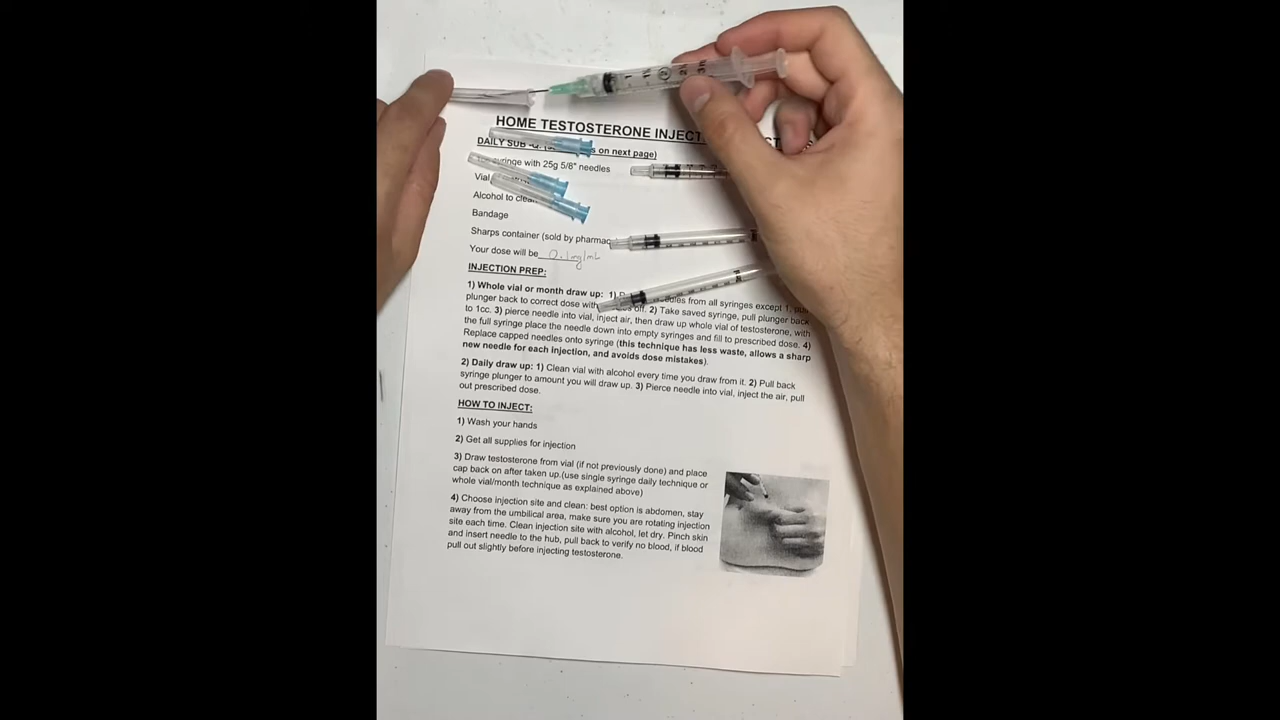 HOME TESTOSTERONE
DAILY SUB on next page)
syringe with 25g 5/8" needles
Vial
Alcohol to
Bandage
Sharps container (sold by
Your dose will be 0.1mg/mL
INJECTION PREP:
1) Whole vial or month draw up: 1) from all syringes except 1, pull
plunger back to correct dose with off. 2) Take saved syringe, pull plunger back
to 1cc. 3) pierce needle into vial, inject air, then draw up whole vial of testosterone, with
the full syringe place the needle down into empty syringes and fill to prescribed dose. 4)
Replace capped needles onto syringe (this technique has less waste, allows a sharp
new needle for each injection, and avoids dose mistakes).
2) Daily draw up: 1) Clean vial with alcohol every time you draw from it. 2) Pull back
syringe plunger to amount you will draw up. 3) Pierce needle into vial, inject the air, pull
out prescribed dose.
HOW TO INJECT:
1) Wash your hands
2) Get all supplies for injection
3) Draw testosterone from vial (if not previously done) and place
cap back on after taken up.(use single syringe daily technique or
whole vial/month technique as explained above)
4) Choose injection site and clean: best option is abdomen, stay
away from the umbilical area, make sure you are rotating injection
site each time. Clean injection site with alcohol, let dry. Pinch skin
and insert needle to the hub, pull back to verify no blood, if blood
pull out slightly before injecting testosterone.